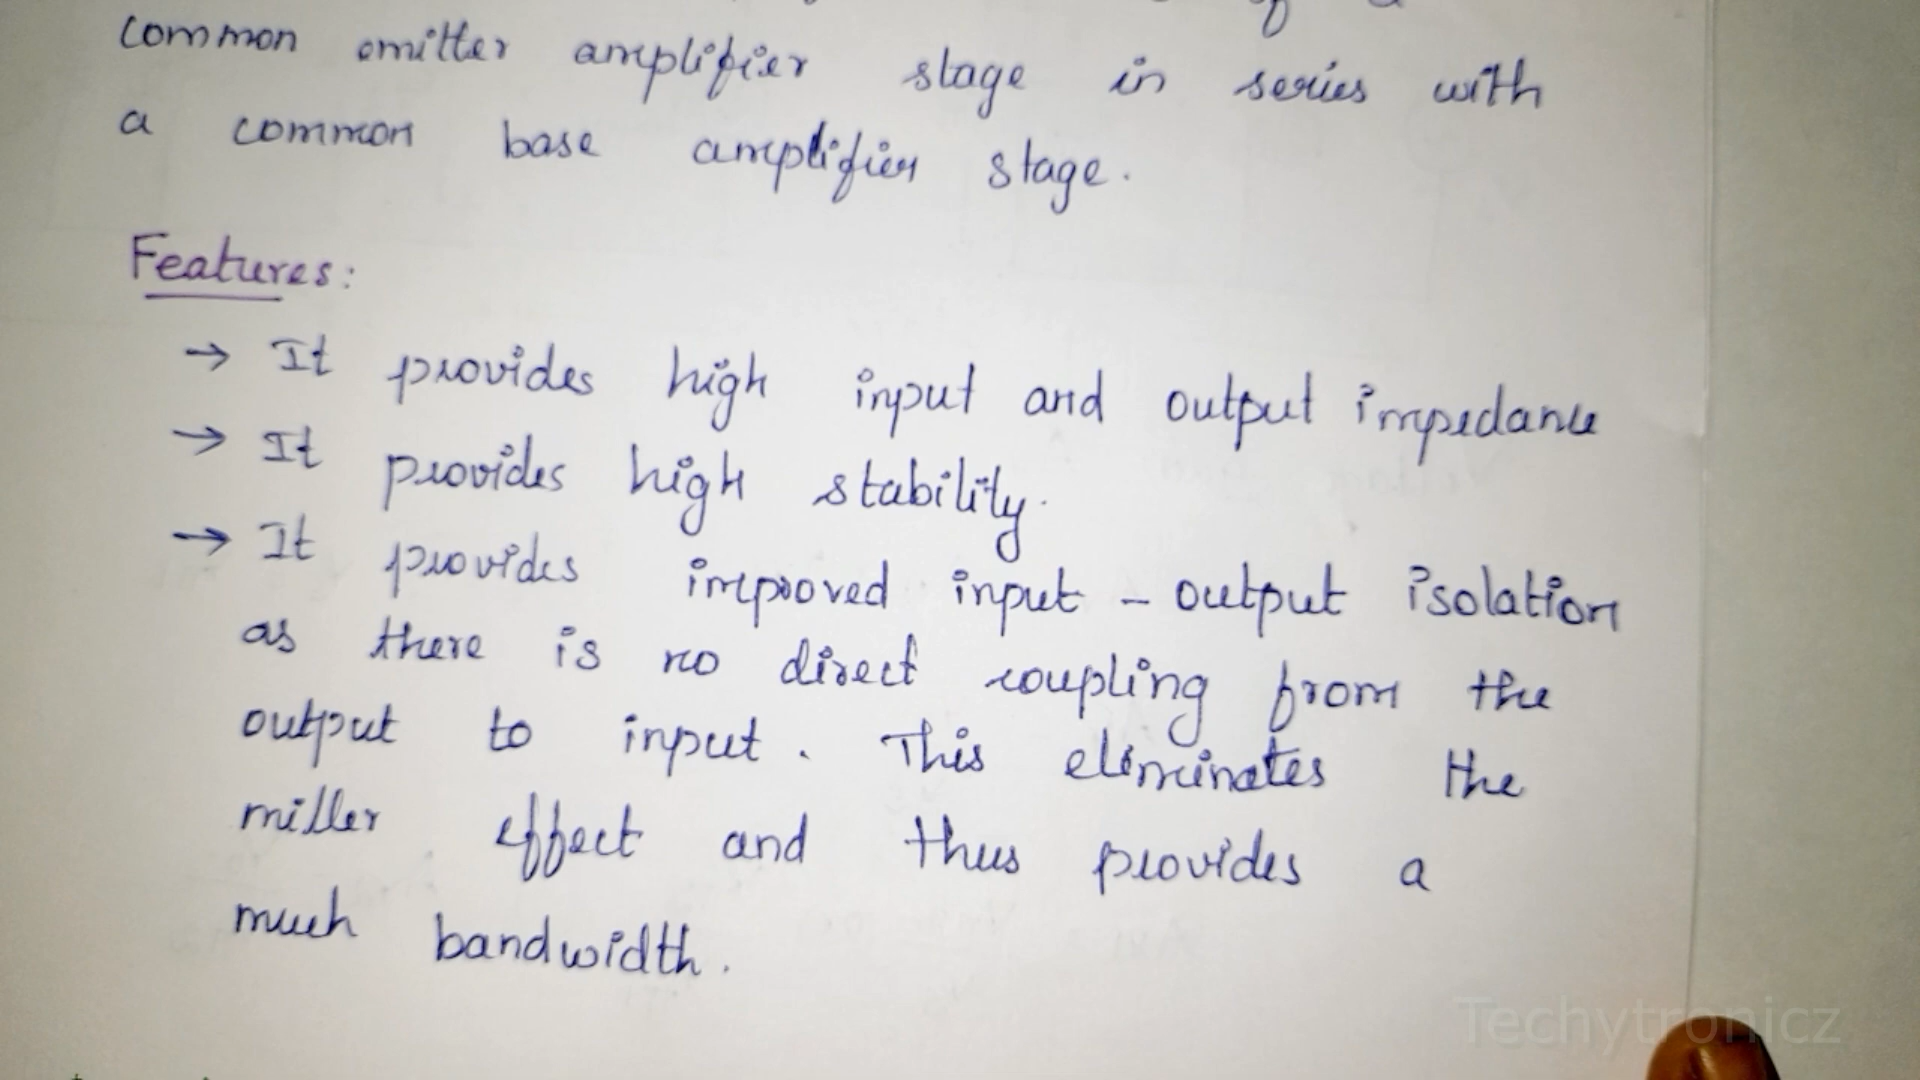 common emitter amplifier stage in series with
a common base amplifier stage.
Features:
→ It provides high input and output impedance
→ It provides high stability.
→ It provides improved input - output isolation
as there is no direct coupling from the
output to input. This eliminates the
miller effect and thus provides a
much bandwidth.
Techytronicz